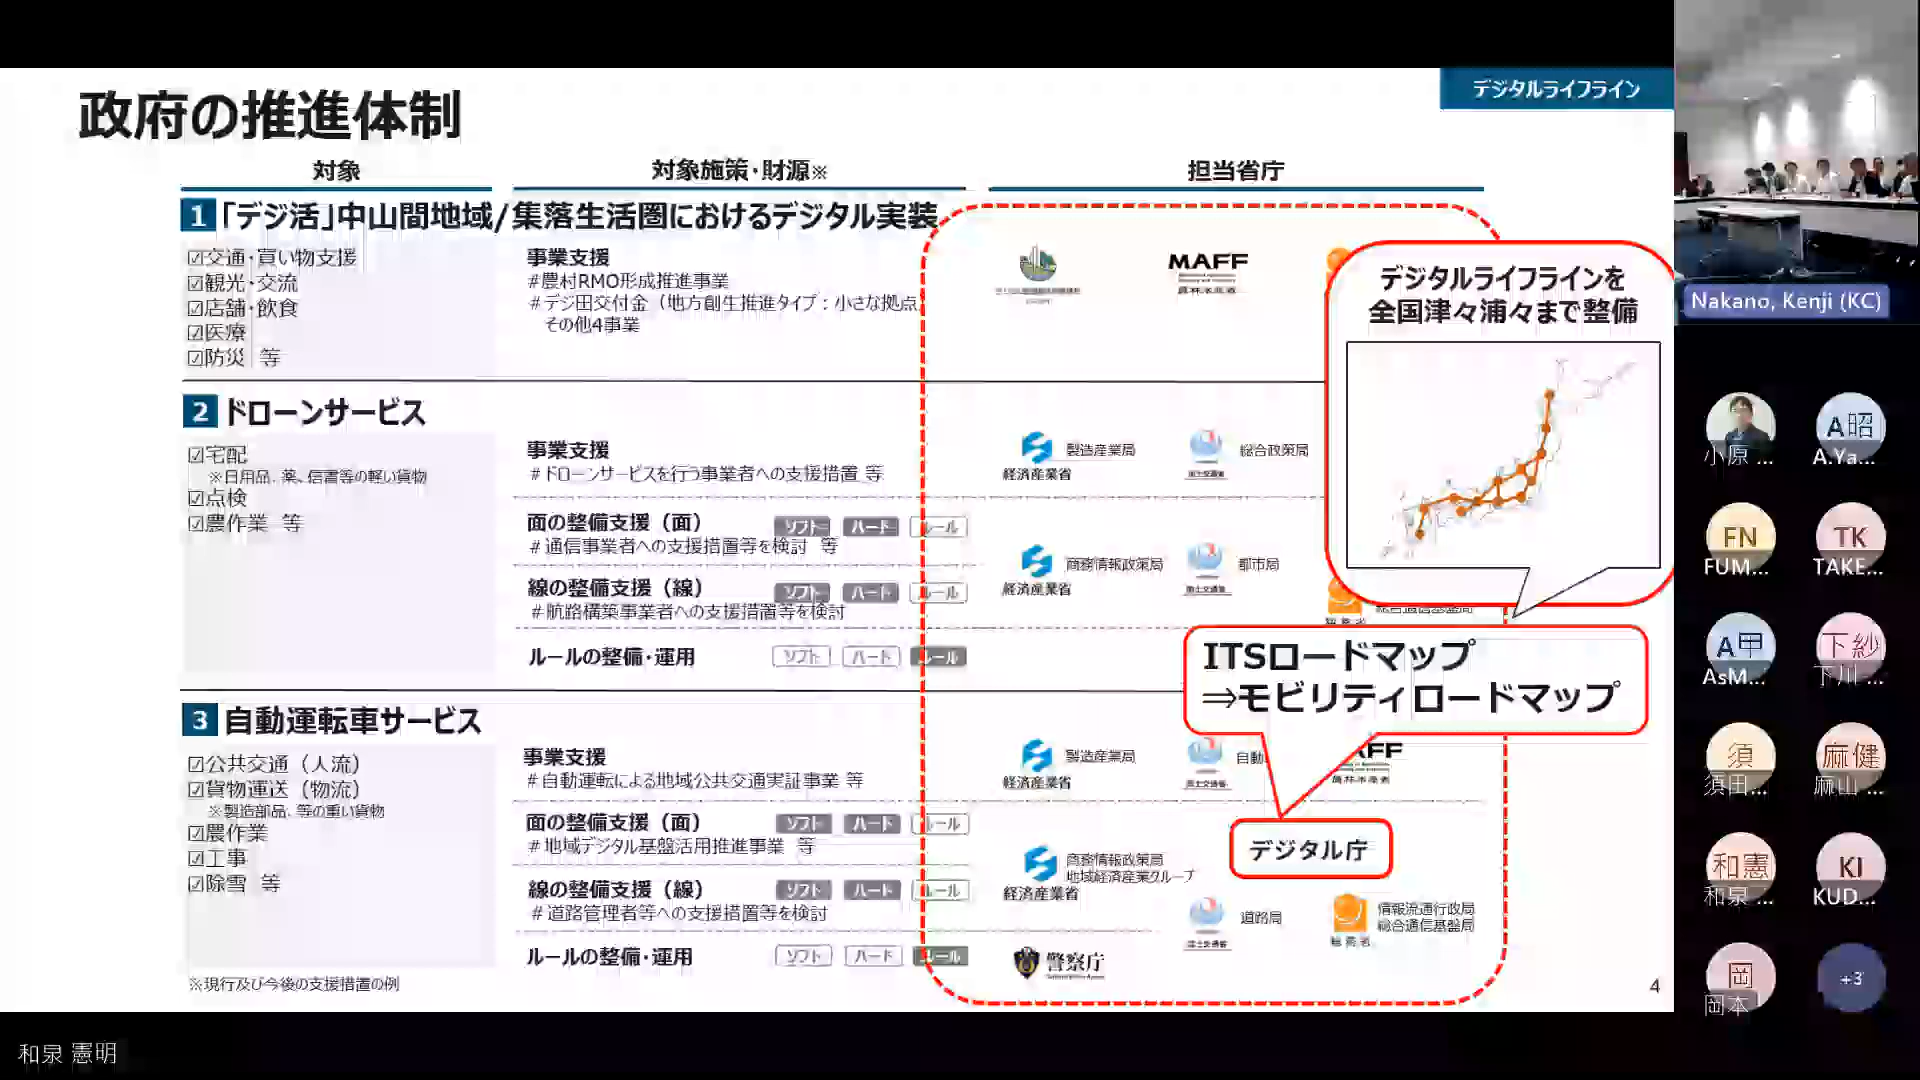 デジタルライフライン
政府の推進体制
対象
対象施策・財源※
担当省庁
1 「デジ活」中山間地域/集落生活圏におけるデジタル実装
☑交通・買い物支援
☑観光・交流
☑店舗・飲食
☑医療
☑防災 等
事業支援
#農村RMO形成推進事業
#デジ田交付金（地方創生推進タイプ：小さな拠点
その他4事業
MAFF
農林水産省
デジタルライフラインを
全国津々浦々まで整備
2 ドローンサービス
☑宅配
※日用品、薬、信書等の軽い貨物
☑点検
☑農作業 等
事業支援
#ドローンサービスを行う事業者への支援措置 等
経済産業省 製造産業局
国土交通省 総合政策局
面の整備支援（面） ソフト ハード ルール
#通信事業者への支援措置等を検討 等
経済産業省 商務情報政策局
国土交通省 都市局
線の整備支援（線） ソフト ハード ルール
#航路構築事業者への支援措置等を検討
総務省 総合通信基盤局
ルールの整備・運用 ソフト ハード ルール
ITSロードマップ
⇒モビリティロードマップ
3 自動運転車サービス
☑公共交通（人流）
☑貨物運送（物流）
※製造部品、等の重い貨物
☑農作業
☑工事
☑除雪 等
事業支援
#自動運転による地域公共交通実証事業 等
経済産業省 製造産業局
国土交通省 自動
AFF
農林水産省
面の整備支援（面） ソフト ハード ルール
#地域デジタル基盤活用推進事業 等
デジタル庁
経済産業省 商務情報政策局
地域経済産業グループ
線の整備支援（線） ソフト ハード ルール
#道路管理者等への支援措置等を検討
国土交通省 道路局
総務省 情報流通行政局
総合通信基盤局
ルールの整備・運用 ソフト ハード ルール
警察庁
※現行及び今後の支援措置の例
4
Nakano, Kenji (KC)
小原 ...
A昭
A.Ya...
FN
FUM...
TK
TAKE...
A甲
AsM...
下紗
下川 ...
須
須田...
麻健
麻山 ...
和憲
和泉 ...
KI
KUD...
岡
岡本
+3
和泉 憲明